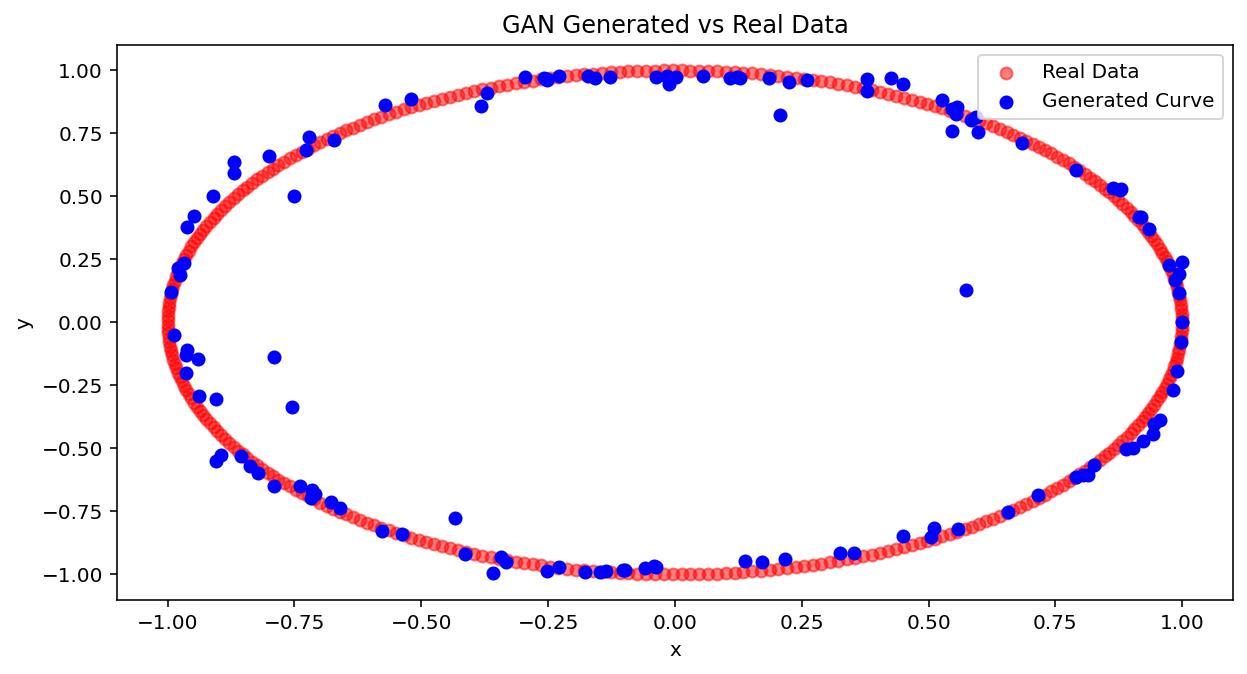 GAN Generated vs Real Data
Real Data
Generated Curve
1.00
0.75
0.50
0.25
0.00
−0.25
−0.50
−0.75
−1.00
y
−1.00 −0.75 −0.50 −0.25 0.00 0.25 0.50 0.75 1.00
x